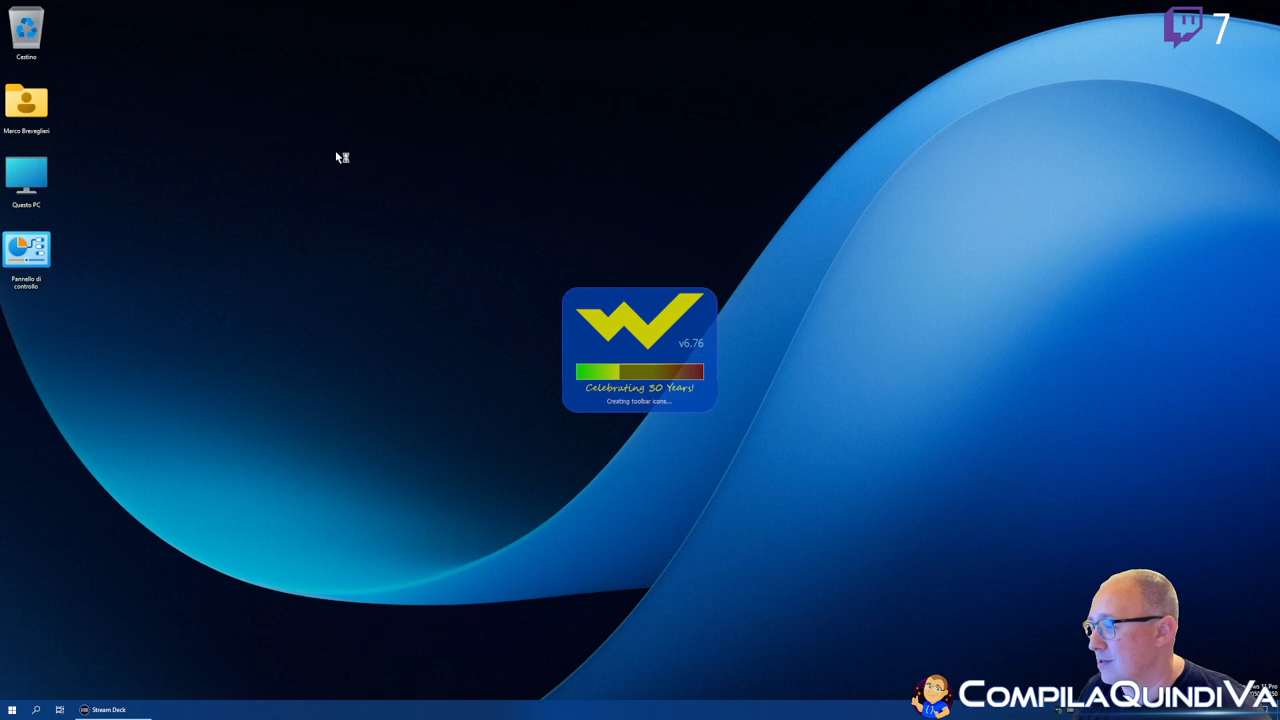 Cestino
7
Marco Breveglieri
Questo PC
Pannello di
controllo
v6.76
Celebrating 30 Years!
Creating toolbar icons...
COMPILAQUINDIVA
Stream Deck